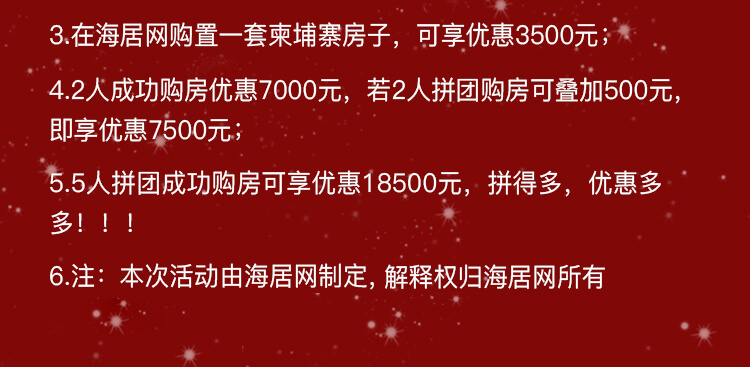 3.在海居网购置一套柬埔寨房子，可享优惠3500元；
4.2人成功购房优惠7000元，若2人拼团购房可叠加500元，
即享优惠7500元；
5.5人拼团成功购房可享优惠18500元，拼得多，优惠多
多！！！
6.注：本次活动由海居网制定, 解释权归海居网所有